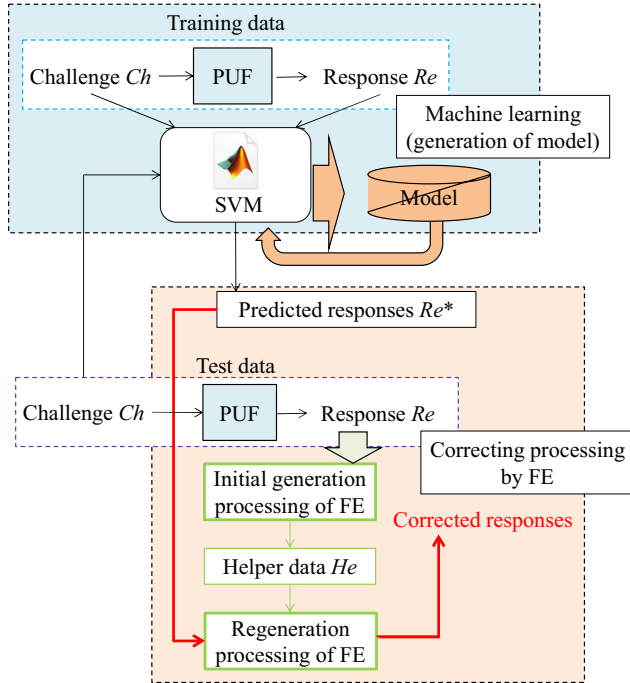 Training data
Challenge Ch
PUF
Response Re
Machine learning
(generation of model)
SVM
Model
Predicted responses Re*
Test data
Challenge Ch
PUF
Response Re
Correcting processing
by FE
Initial generation
processing of FE
Corrected responses
Helper data He
Regeneration
processing of FE